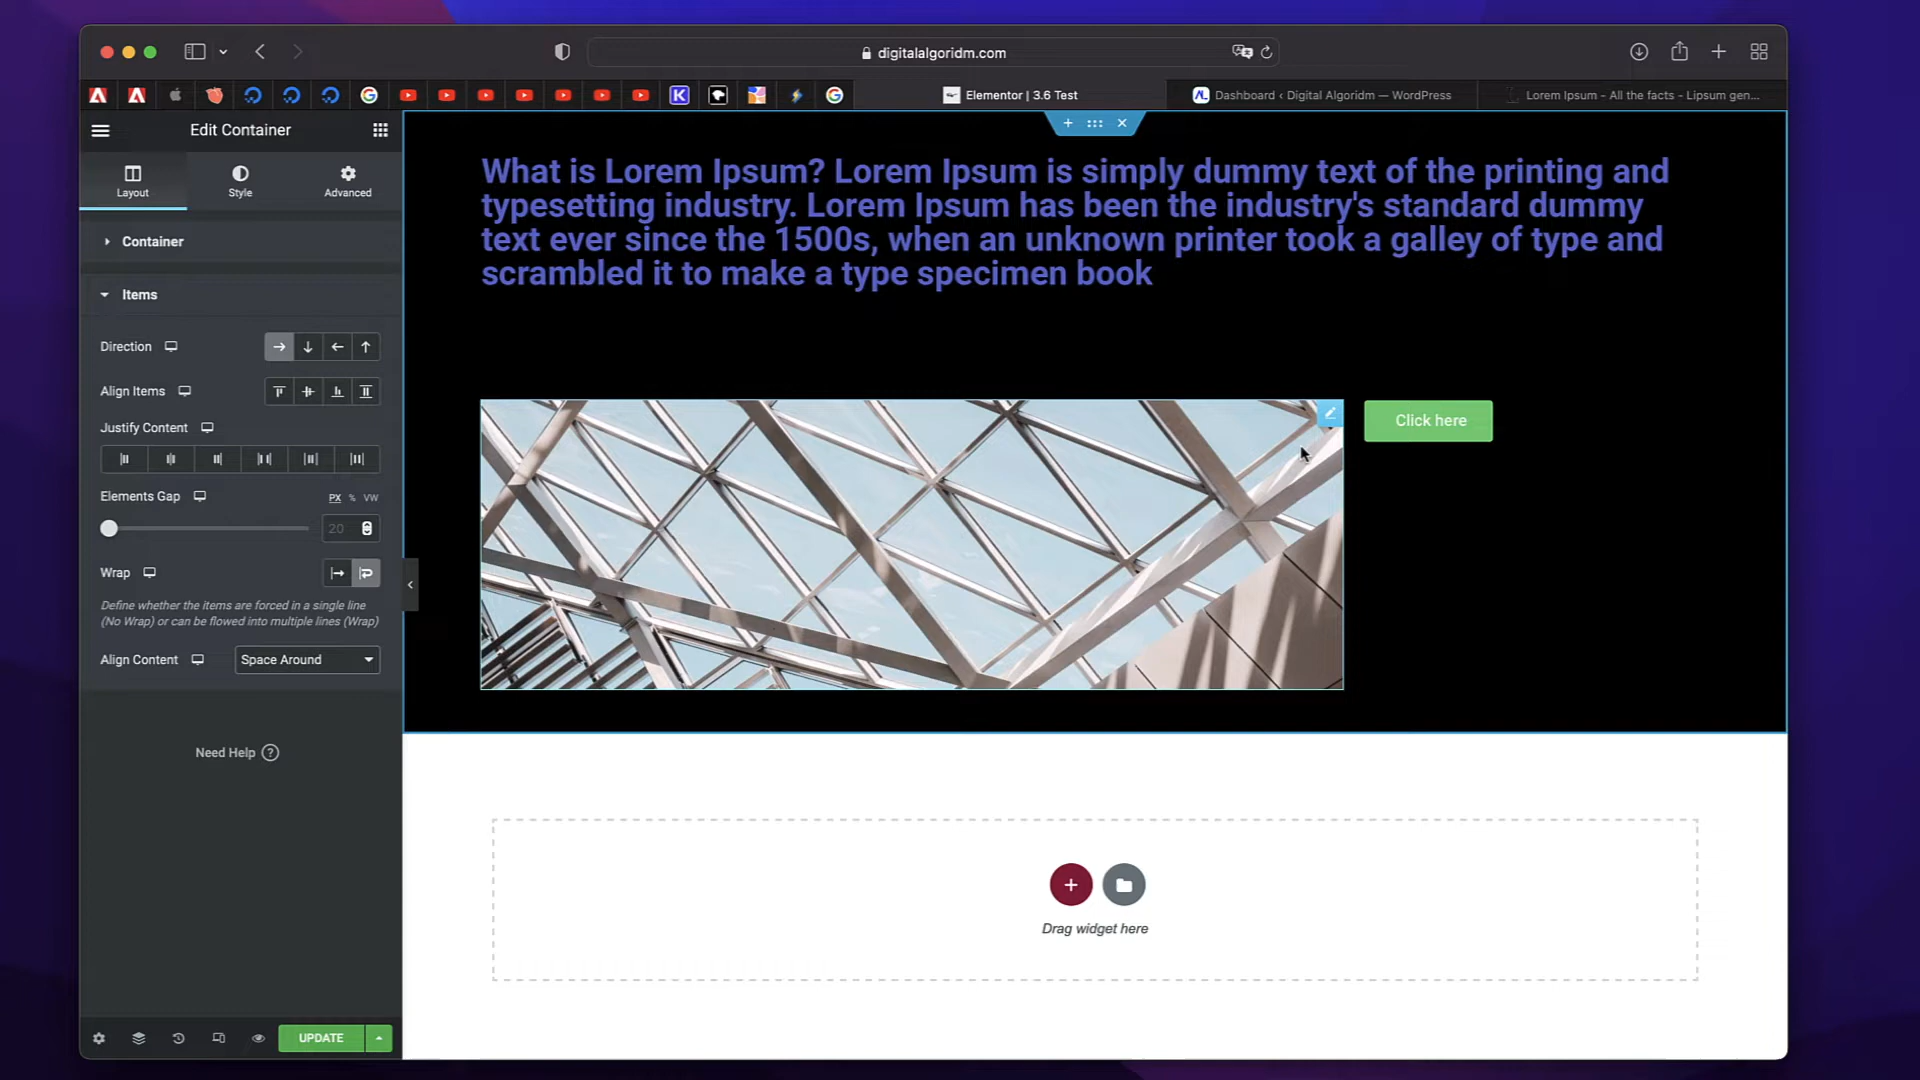 digitalalgoridm.com
Elementor | 3.6 Test
Dashboard ‹ Digital Algoridm — WordPress
Lorem Ipsum - All the facts - Lipsum gen...
Edit Container
Layout
Style
Advanced
Container
Items
Direction
Align Items
Justify Content
Elements Gap
PX % VW
20
Wrap
Define whether the items are forced in a single line
(No Wrap) or can be flowed into multiple lines (Wrap)
Align Content
Space Around
Need Help ?
UPDATE
What is Lorem Ipsum? Lorem Ipsum is simply dummy text of the printing and
typesetting industry. Lorem Ipsum has been the industry's standard dummy
text ever since the 1500s, when an unknown printer took a galley of type and
scrambled it to make a type specimen book
Click here
Drag widget here